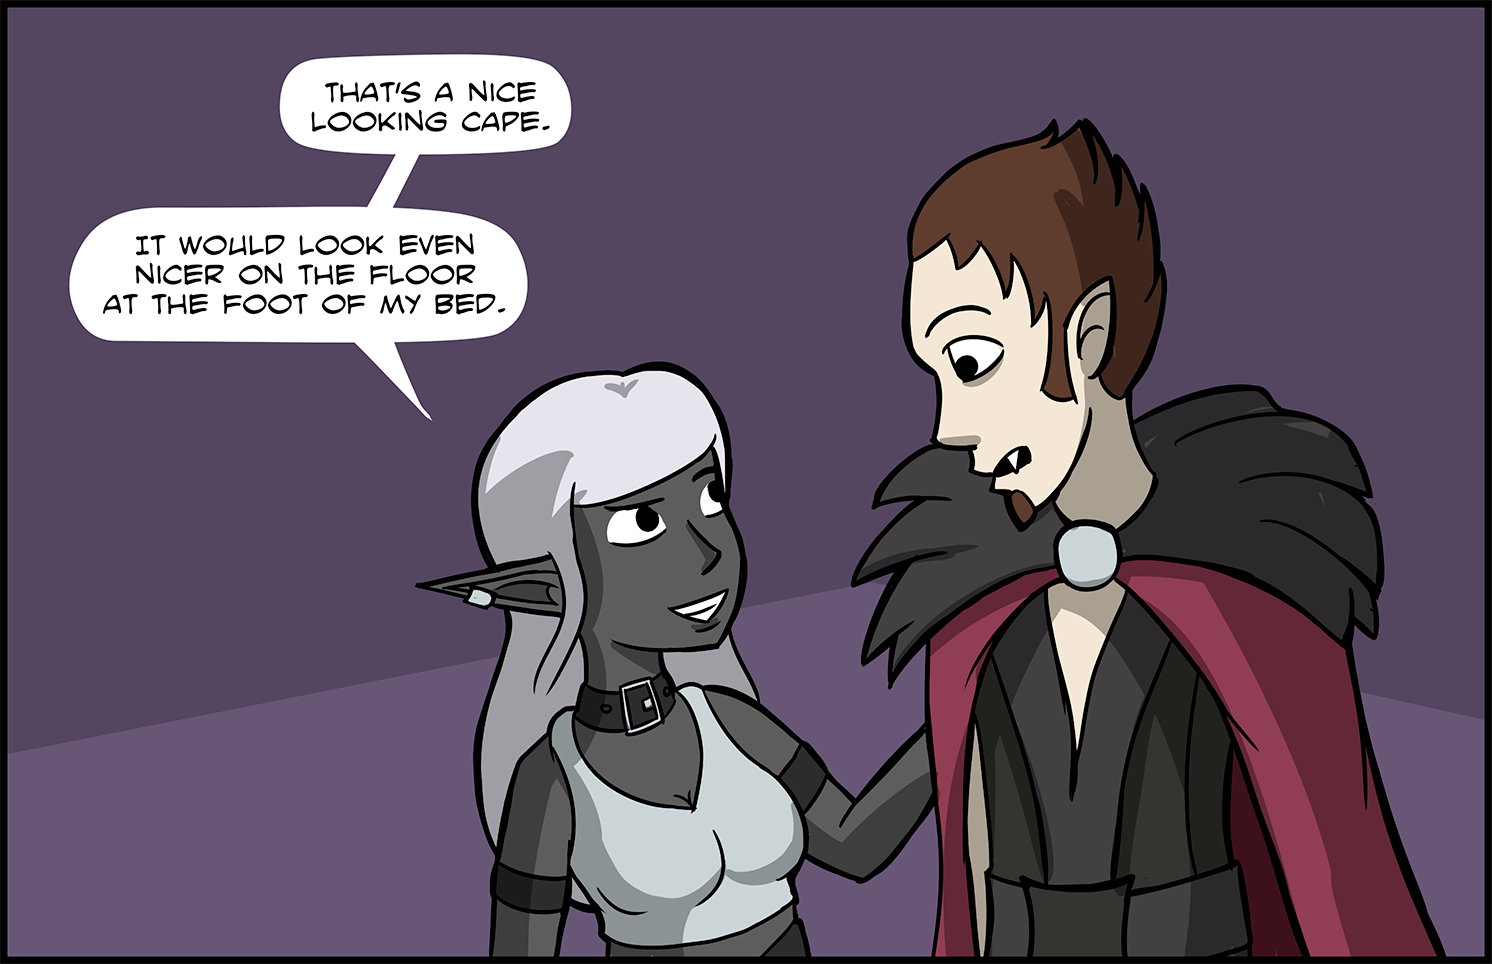 THAT'S A NICE
LOOKING CAPE.
IT WOULD LOOK EVEN
NICER ON THE FLOOR
AT THE FOOT OF MY BED.